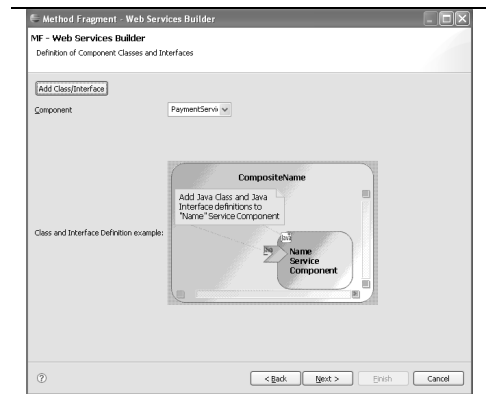 Method Fragment - Web Services Builder
MF - Web Services Builder
Definition of Component Classes and Interfaces
Add Class/Interface
Component
PaymentServi
CompositeName
Add Java Class and Java
Interface definitions to
"Name" Service Component
Java
Class and Interface Definition example:
Name
Service
Component
?
< Back
Next >
Finish
Cancel